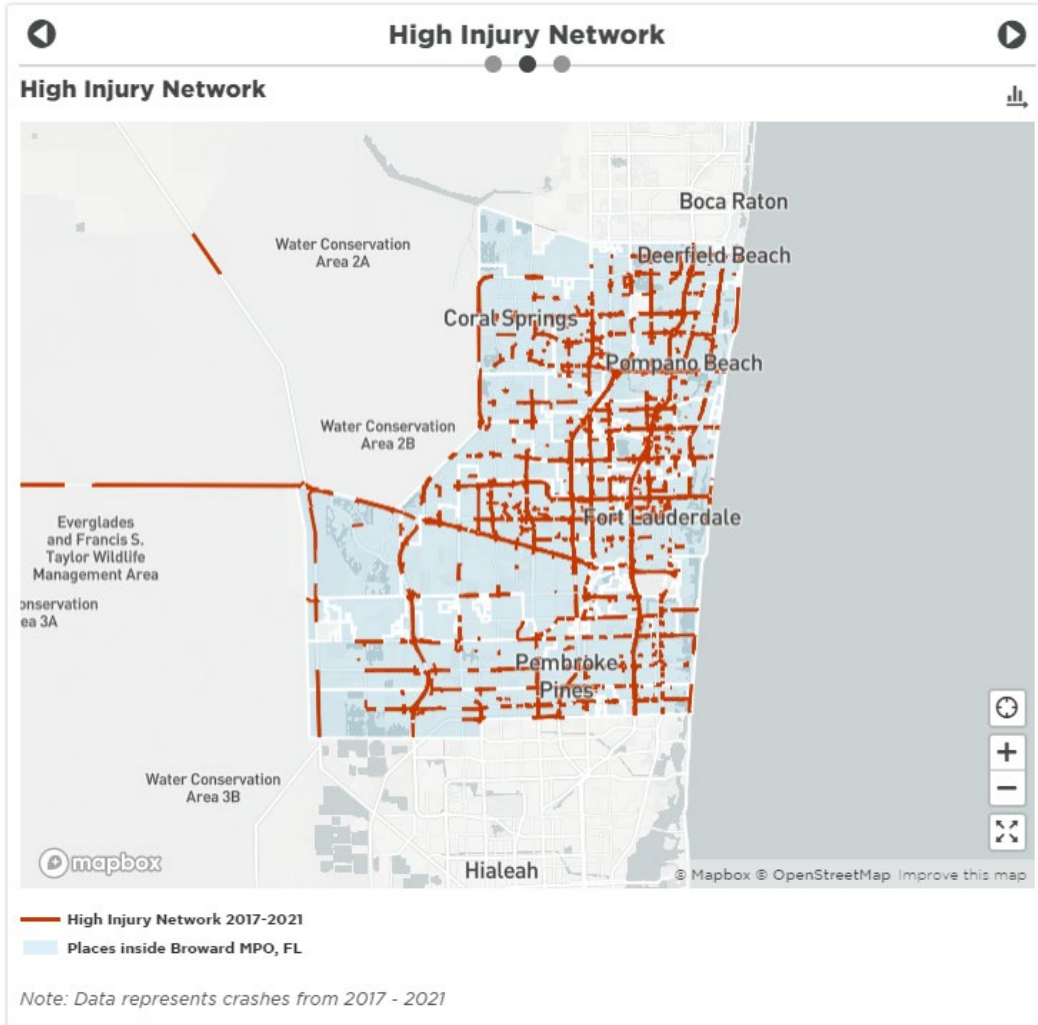 High Injury Network
High Injury Network
Boca Raton
Water Conservation
Area 2A
Deerfield Beach
Coral Springs
Pompano Beach
Water Conservation
Area 2B
Everglades
and Francis S.
Taylor Wildlife
Management Area
Fort Lauderdale
onservation
ea 3A
Pembroke
Pines
Water Conservation
Area 3B
mapbox
Hialeah
© Mapbox © OpenStreetMap Improve this map
High Injury Network 2017-2021
Places inside Broward MPO, FL
Note: Data represents crashes from 2017 - 2021